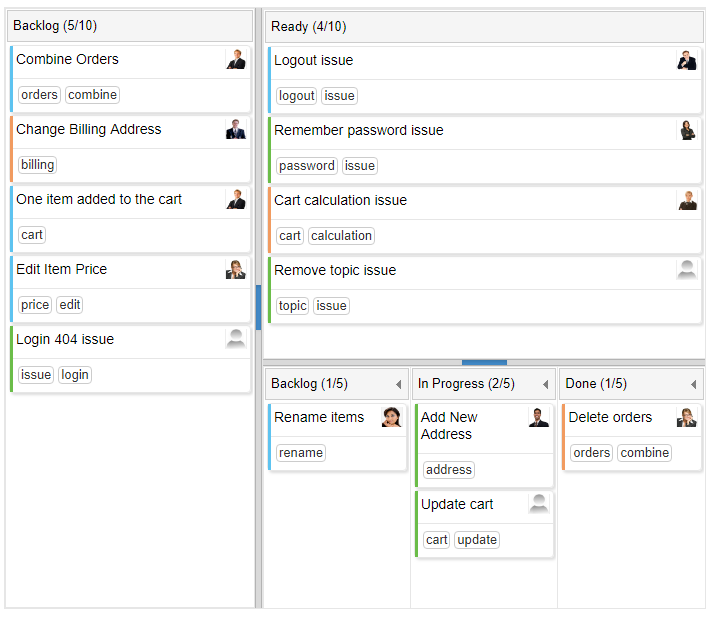 Backlog (5/10)
Combine Orders
orders combine
Change Billing Address
billing
One item added to the cart
cart
Edit Item Price
price edit
Login 404 issue
issue login
Ready (4/10)
Logout issue
logout issue
Remember password issue
password issue
Cart calculation issue
cart calculation
Remove topic issue
topic issue
Backlog (1/5)
Rename items
rename
In Progress (2/5)
Add New
Address
address
Update cart
cart update
Done (1/5)
Delete orders
orders combine